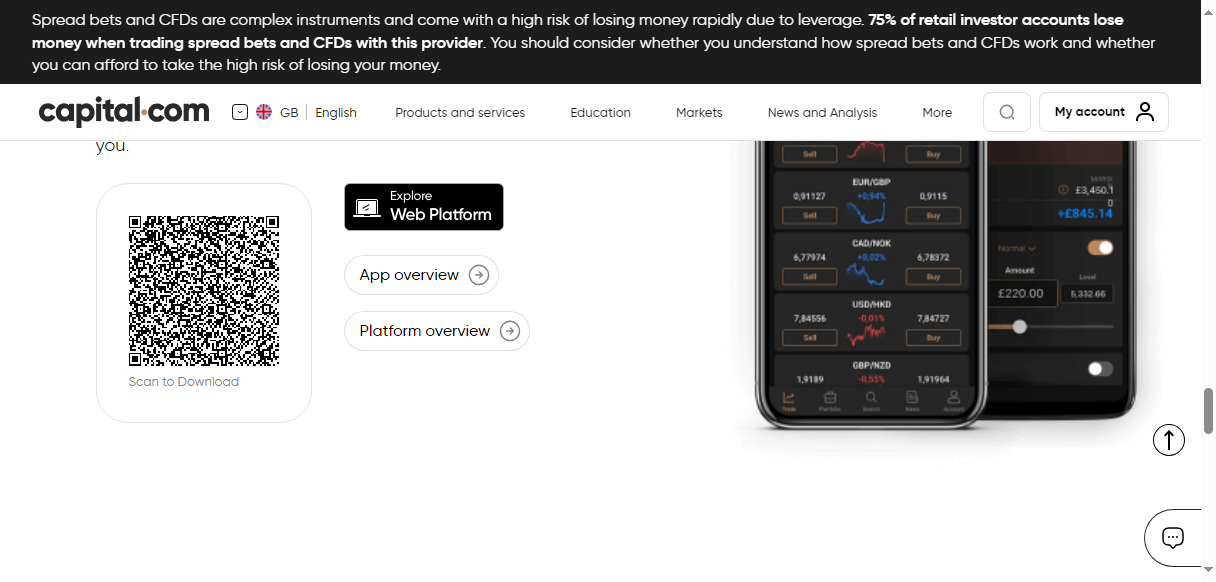 Spread bets and CFDs are complex instruments and come with a high risk of losing money rapidly due to leverage. 75% of retail investor accounts lose
money when trading spread bets and CFDs with this provider. You should consider whether you understand how spread bets and CFDs work and whether
you can afford to take the high risk of losing your money.
capital.com
GB English
Products and services
Education
Markets
News and Analysis
More
My account
you.
Explore
Web Platform
App overview
Platform overview
Scan to Download
Sell
Buy
EUR/GBP
0,91127 +0,94% 0,9115
Sell
Buy
CAD/NOK
6,77974 +0,02% 6,78372
Sell
Buy
USD/HKD
7,84556 -0,01% 7,84727
Sell
Buy
GBP/NZD
1,9189 -0,55% 1,91964
Trade
Portfolio
Search
News
Account
£3,450.1
0
+£845.14
Normal
Amount
Level
£220.00
5,332.66